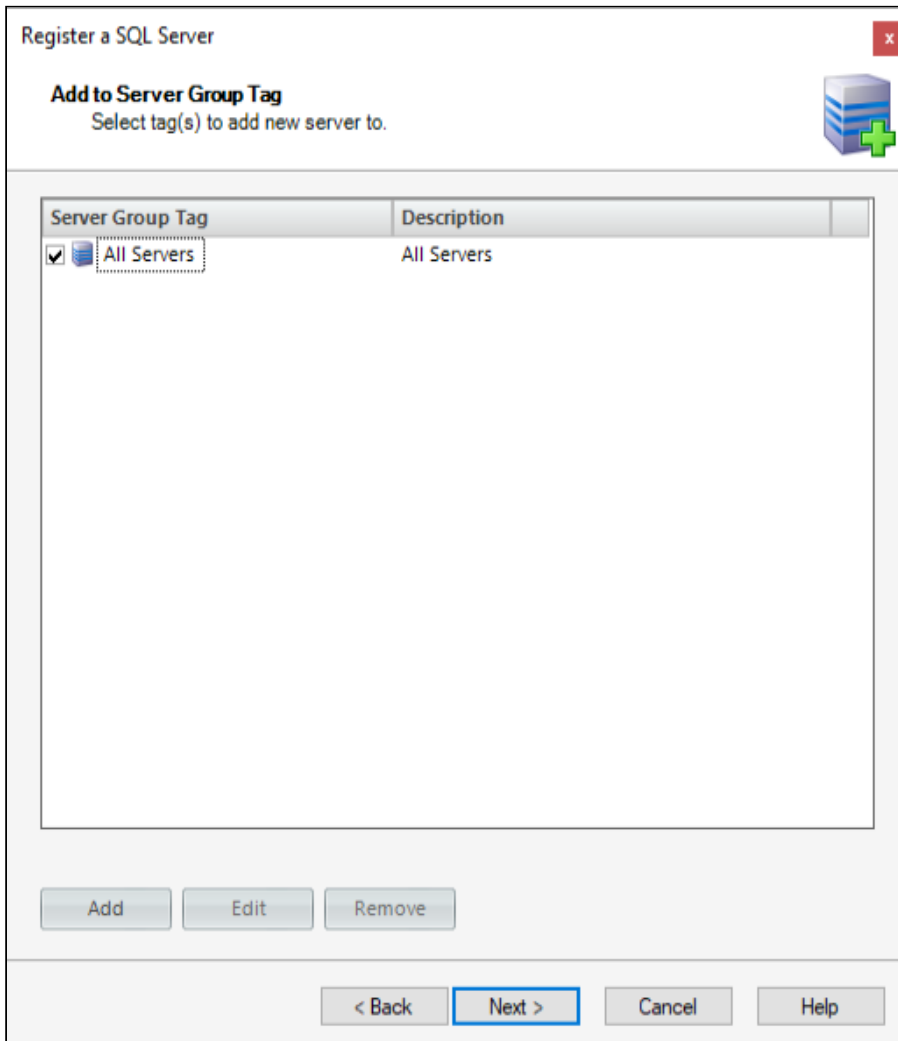 Register a SQL Server
x
Add to Server Group Tag
Select tag(s) to add new server to.
Server Group Tag Description
All Servers All Servers
Add Edit Remove
< Back Next > Cancel Help